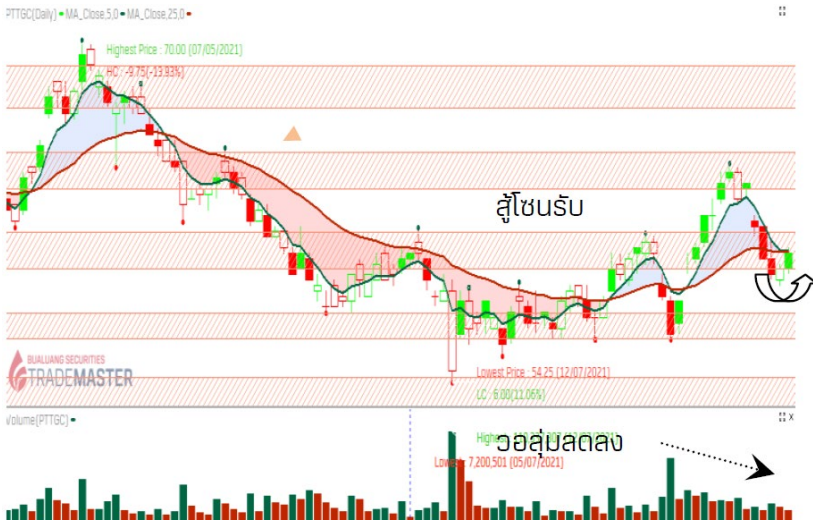 PTTGC(Daily) MA_Close,5,0 MA_Close,25,0
Highest Price : 70.00 (07/05/2021)
HC : -9.75(-13.93%)
สู้โซนรับ
BUALUANG SECURITIES
TRADEMASTER
Lowest Price : 54.25 (12/07/2021)
LC : 6.00(11.06%)
Volume(PTTGC)
วอลุ่มลดลง
Lowest : 7,200,501 (05/07/2021)